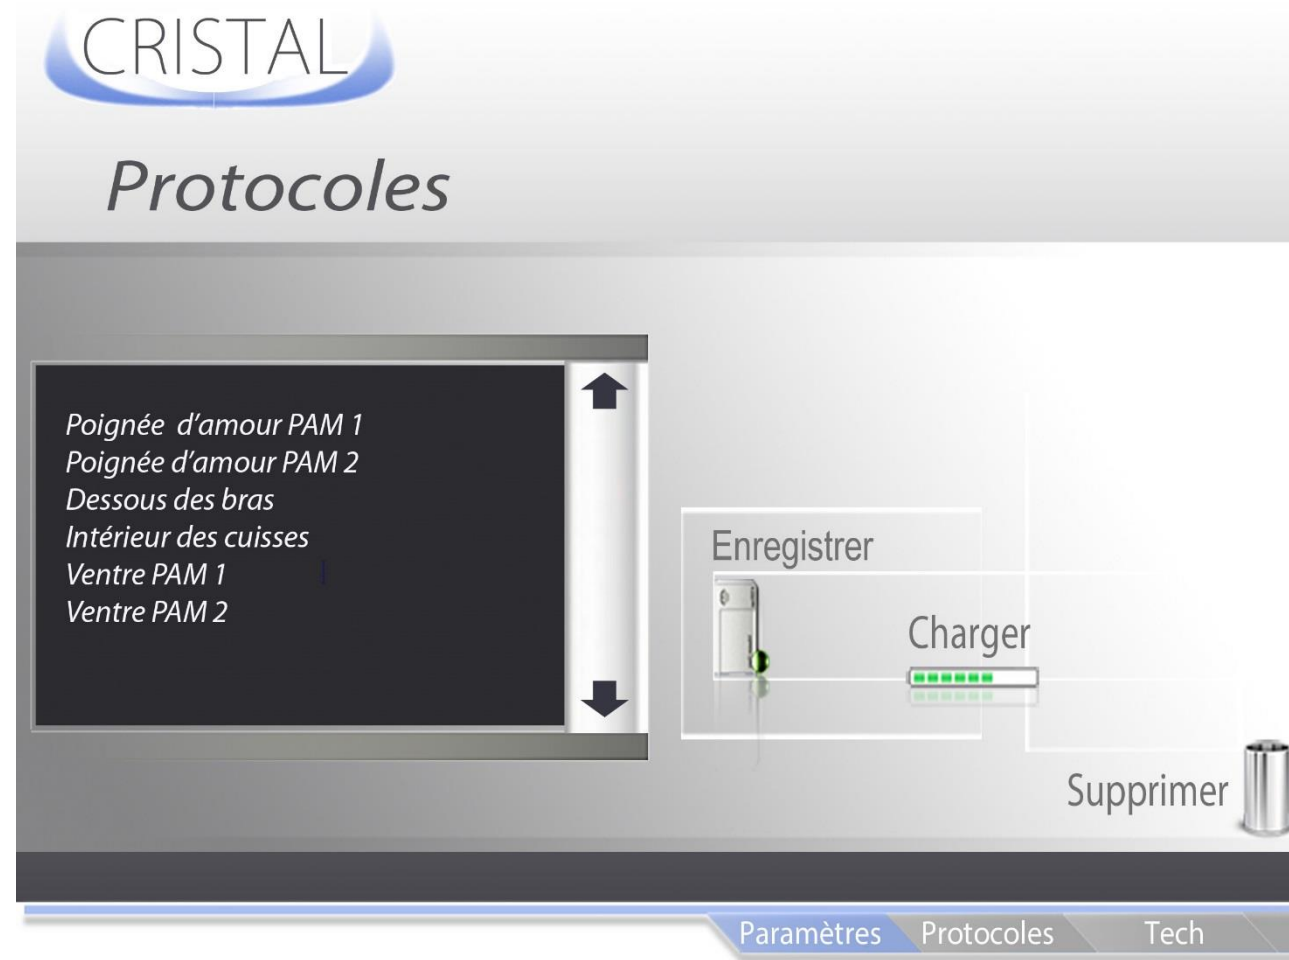 CRISTAL
Protocoles
Poignée d'amour PAM 1
Poignée d'amour PAM 2
Dessous des bras
Intérieur des cuisses
Ventre PAM 1
Ventre PAM 2
Enregistrer
Charger
Supprimer
Paramètres Protocoles Tech